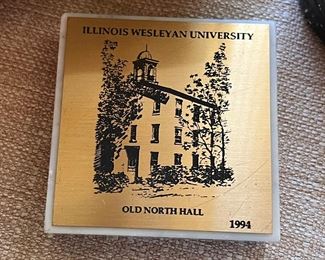 ILLINOIS WESLEYAN UNIVERSITY
OLD NORTH HALL
1994